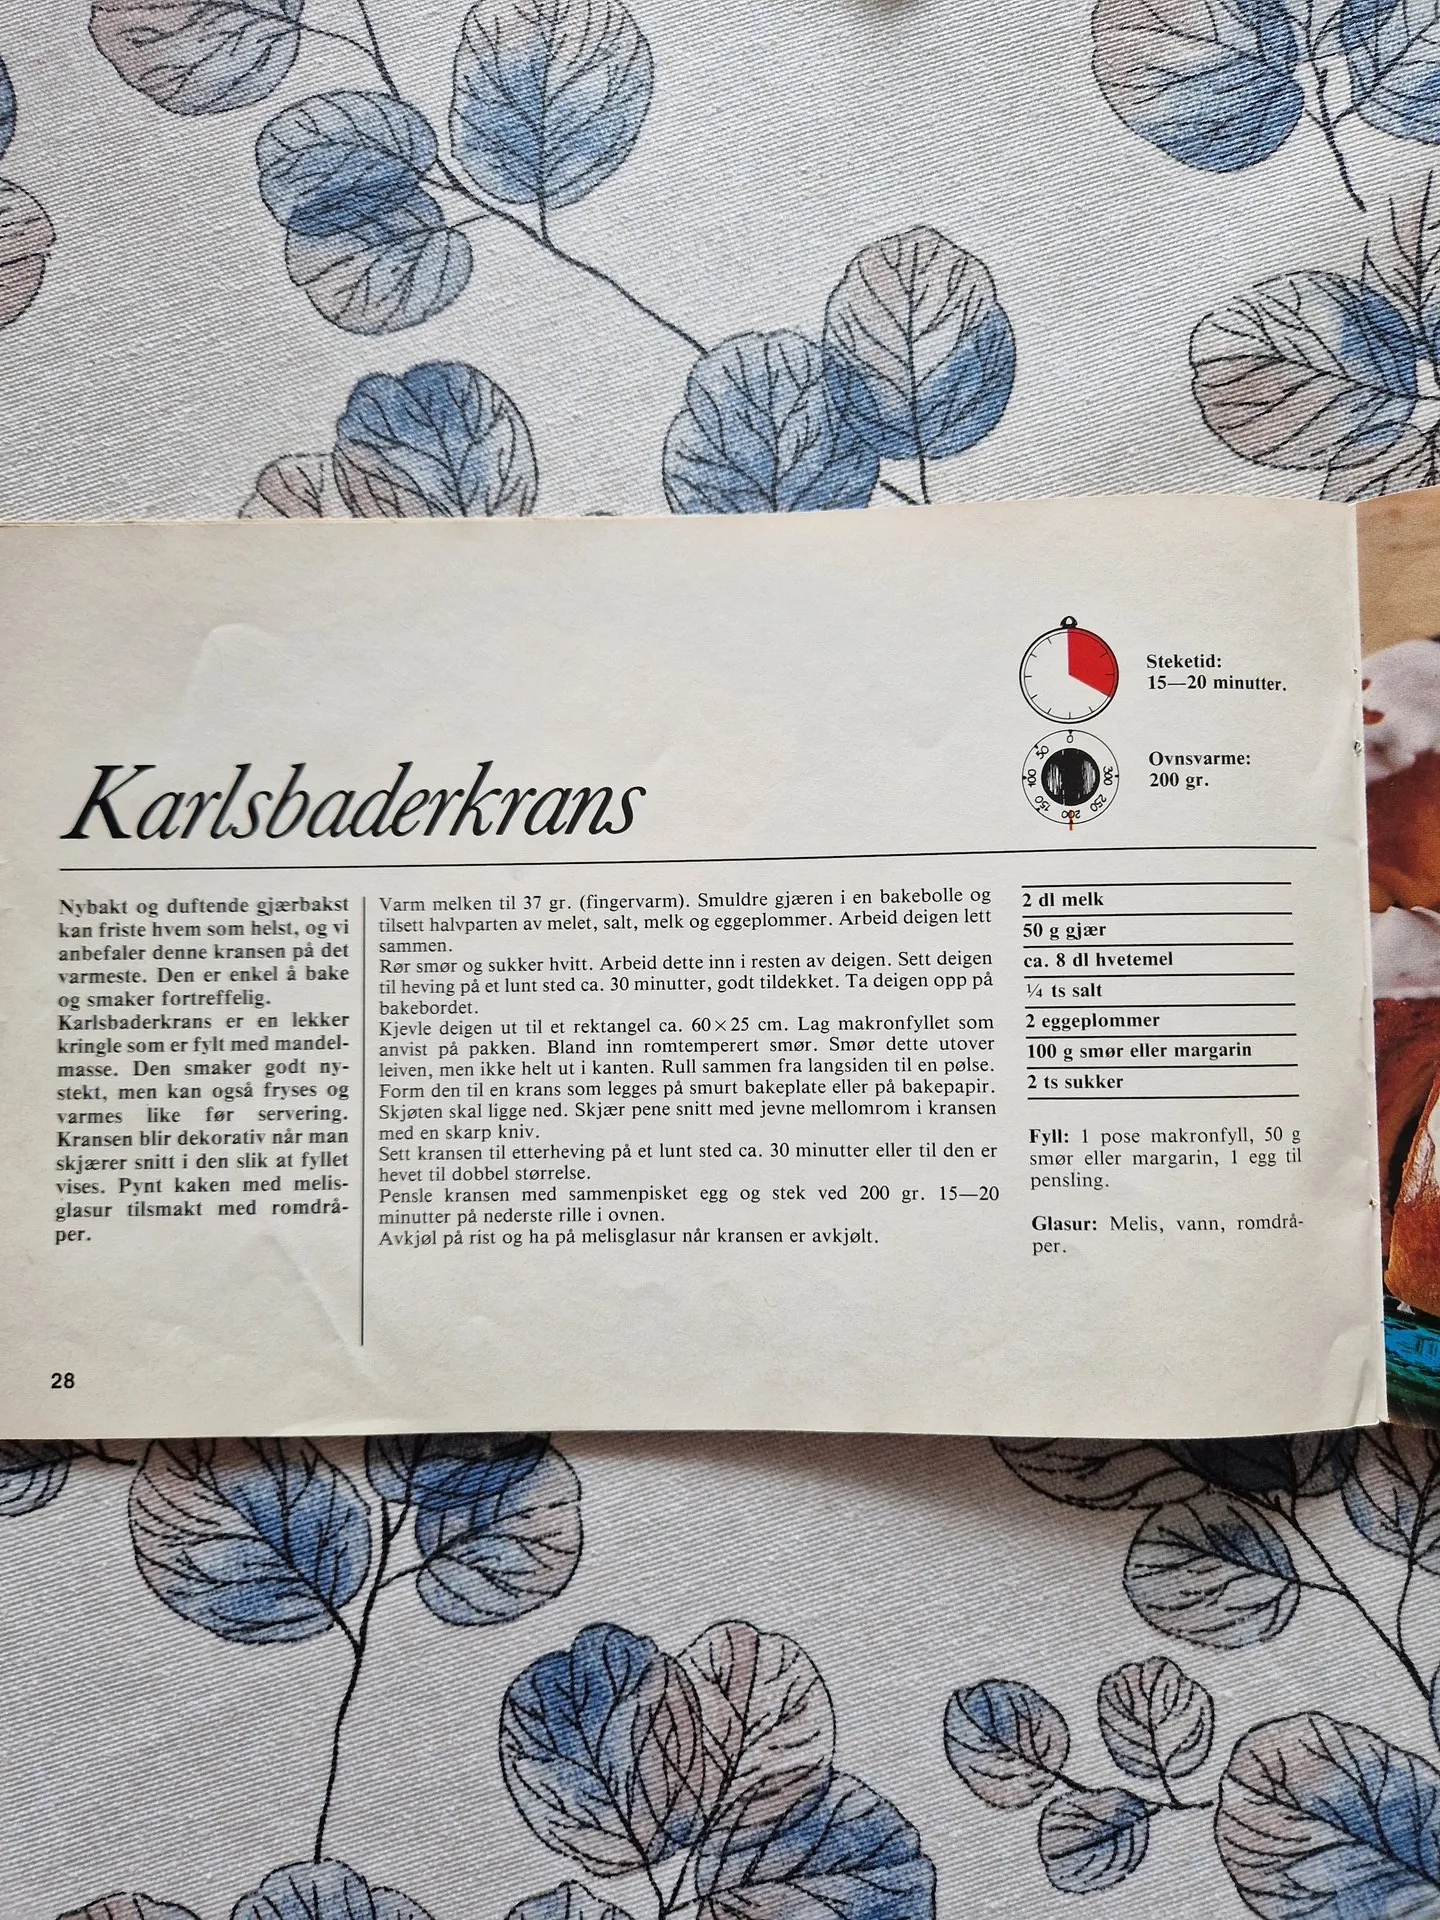 Steketid:
15—20 minutter.
0
50
100
150
200
250
300
Ovnsvarme:
200 gr.
Karlsbaderkrans
Nybakt og duftende gjærbakst
kan friste hvem som helst, og vi
anbefaler denne kransen på det
varmeste. Den er enkel å bake
og smaker fortreffelig.
Karlsbaderkrans er en lekker
kringle som er fylt med mandel-
masse. Den smaker godt ny-
stekt, men kan også fryses og
varmes like før servering.
Kransen blir dekorativ når man
skjærer snitt i den slik at fyllet
vises. Pynt kaken med melis-
glasur tilsmakt med romdrå-
per.
Varm melken til 37 gr. (fingervarm). Smuldre gjæren i en bakebolle og
tilsett halvparten av melet, salt, melk og eggeplommer. Arbeid deigen lett
sammen.
Rør smør og sukker hvitt. Arbeid dette inn i resten av deigen. Sett deigen
til heving på et lunt sted ca. 30 minutter, godt tildekket. Ta deigen opp på
bakebordet.
Kjevle deigen ut til et rektangel ca. 60×25 cm. Lag makronfyllet som
anvist på pakken. Bland inn romtemperert smør. Smør dette utover
leiven, men ikke helt ut i kanten. Rull sammen fra langsiden til en pølse.
Form den til en krans som legges på smurt bakeplate eller på bakepapir.
Skjøten skal ligge ned. Skjær pene snitt med jevne mellomrom i kransen
med en skarp kniv.
Sett kransen til etterheving på et lunt sted ca. 30 minutter eller til den er
hevet til dobbel størrelse.
Pensle kransen med sammenpisket egg og stek ved 200 gr. 15—20
minutter på nederste rille i ovnen.
Avkjøl på rist og ha på melisglasur når kransen er avkjølt.
2 dl melk
50 g gjær
ca. 8 dl hvetemel
¼ ts salt
2 eggeplommer
100 g smør eller margarin
2 ts sukker
Fyll: 1 pose makronfyll, 50 g
smør eller margarin, 1 egg til
pensling.
Glasur: Melis, vann, romdrå-
per.
28